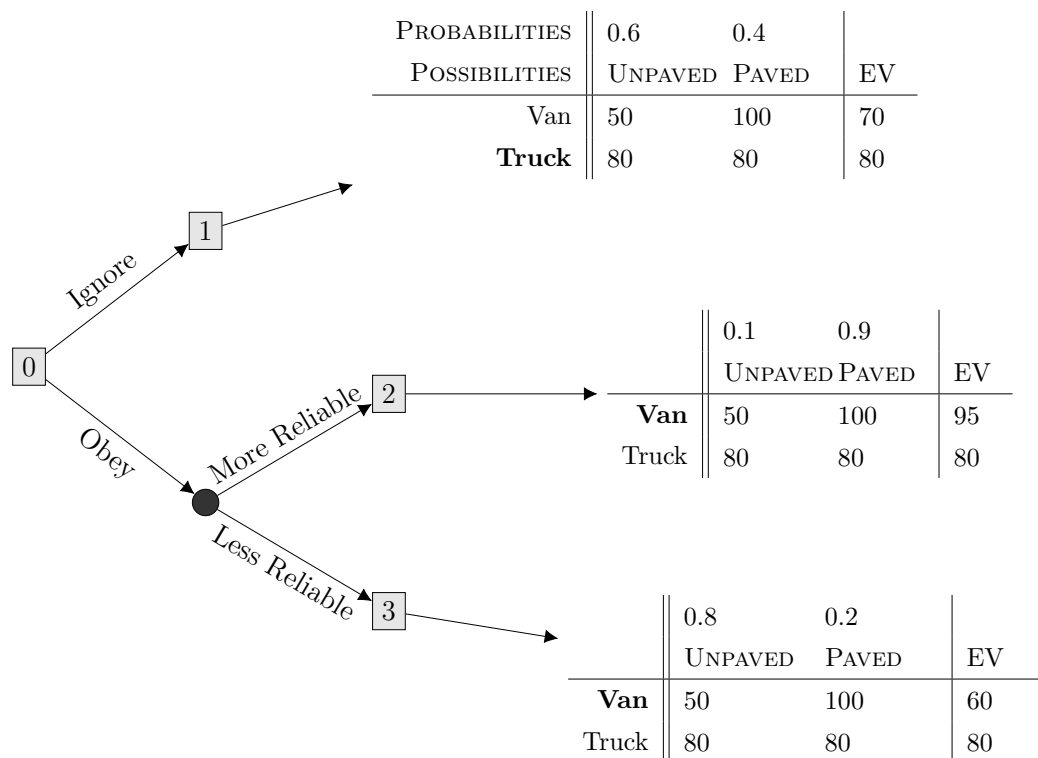 PROBABILITIES 0.6 0.4
POSSIBILITIES UNPAVED PAVED EV
Van 50 100 70
Truck 80 80 80
1
Ignore
0
Obey
More Reliable
2
0.1 0.9
UNPAVED PAVED EV
Van 50 100 95
Truck 80 80 80
Less Reliable
3
0.8 0.2
UNPAVED PAVED EV
Van 50 100 60
Truck 80 80 80